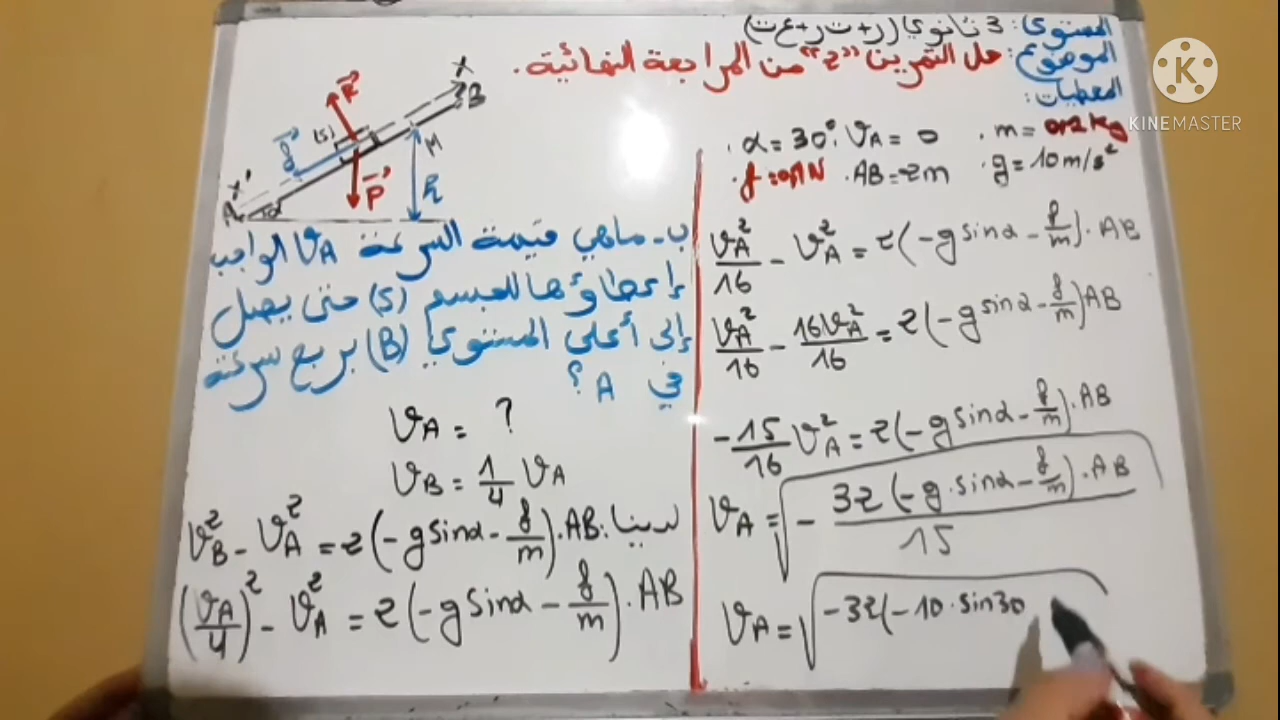 المستوى: 3 ثانوي (ر+ت ر+ع ت)
الموضوع: حل التمرين "2" من المراجعة النهائية.
المعطيات:
K
KINEMASTER
. α = 30° . vA = 0 . m = 0,2 kg
. f = 0,1 N . AB = 2m . g = 10 m/s²
X' A α P R (S) M h B X
ب- ماهي قيمة السرعة vA الواجب
إعطاؤها للجسم (S) حتى يصل
إلى أعلى المستوي (B) بربع سرعته
في A ؟
vA = ?
vB = 1/4 vA
لدينا: vB² - vA² = 2(-g sinα - f/m).AB
(vA/4)² - vA² = 2(-g sinα - f/m).AB
vA²/16 - vA² = 2(-g sinα - f/m).AB
vA²/16 - 16vA²/16 = 2(-g sinα - f/m)AB
-15/16 vA² = 2(-g sinα - f/m).AB
vA = √(- 32(-g.sinα - f/m).AB / 15)
vA = √(-32(-10.sin30